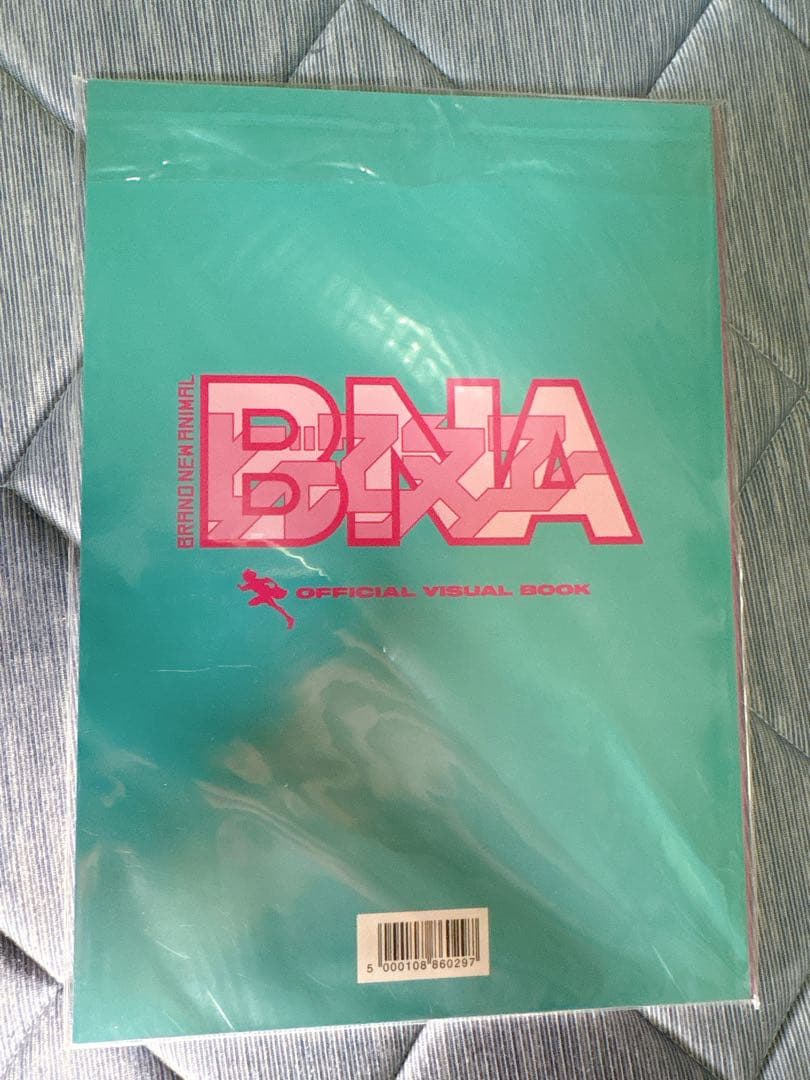 BRAND NEW ANIMAL
BNA
ビーエヌエー
OFFICIAL VISUAL BOOK
5 000108 860297